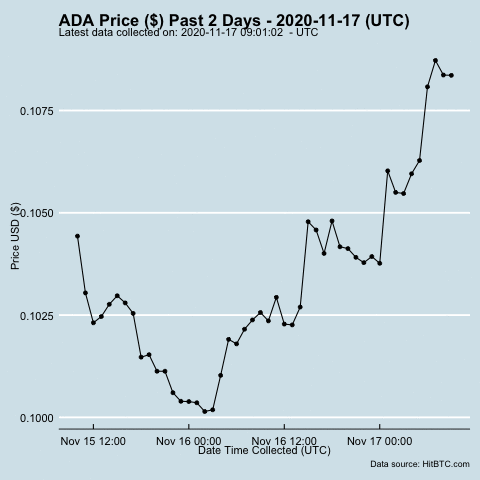 ADA Price ($) Past 2 Days - 2020-11-17 (UTC)
Latest data collected on: 2020-11-17 09:01:02 - UTC
0.1075
0.1050
0.1025
0.1000
Price USD ($)
Nov 15 12:00 Nov 16 00:00 Nov 16 12:00 Nov 17 00:00
Date Time Collected (UTC)
Data source: HitBTC.com